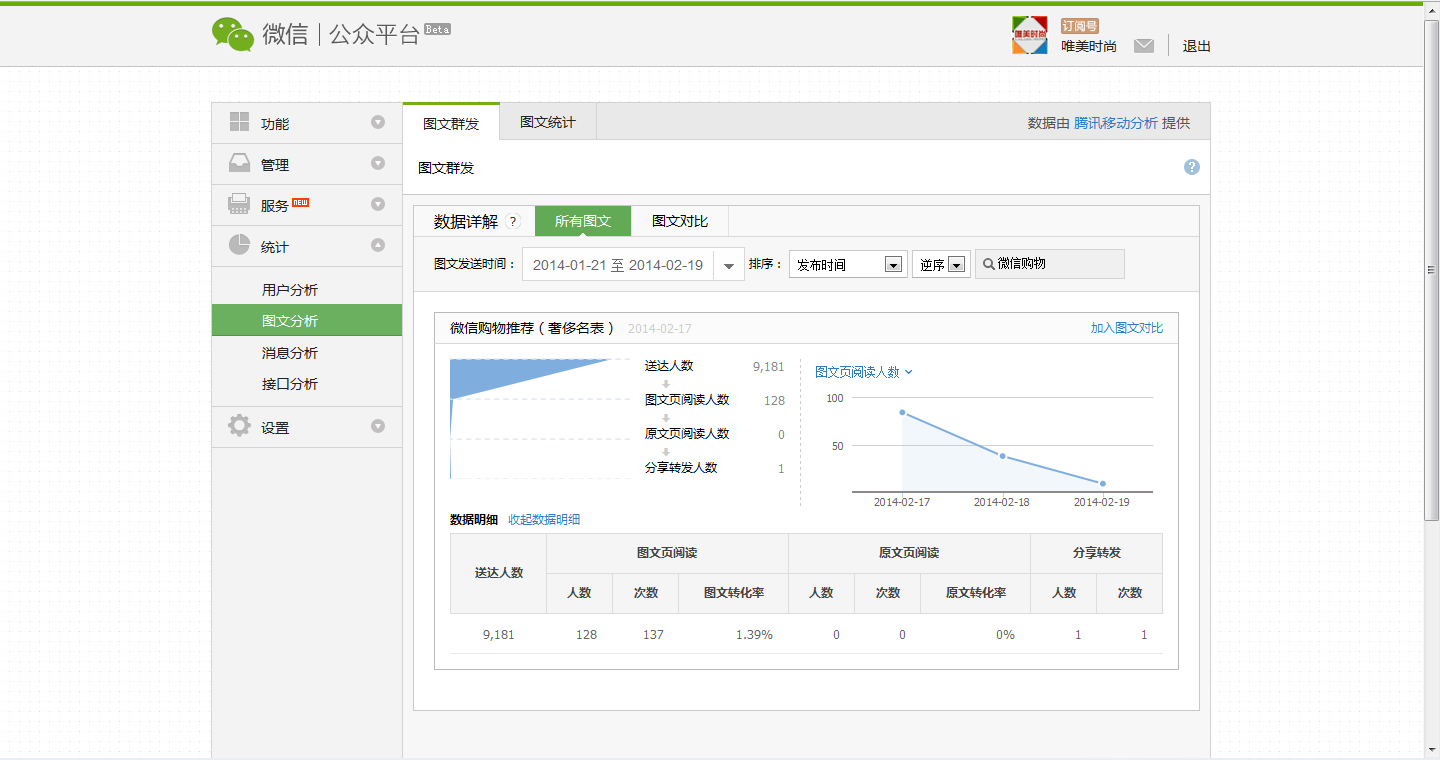 微信 公众平台 Beta
唯美时尚
订阅号
唯美时尚
退出
功能
管理
服务 NEW
统计
用户分析
图文分析
消息分析
接口分析
设置
图文群发 图文统计
数据由 腾讯移动分析 提供
图文群发 ?
数据详解 ? 所有图文 图文对比
图文发送时间： 2014-01-21 至 2014-02-19 排序： 发布时间 逆序 微信购物
微信购物推荐（奢侈名表） 2014-02-17 加入图文对比
送达人数 9,181
图文页阅读人数 128
原文页阅读人数 0
分享转发人数 1
图文页阅读人数
100
50
2014-02-17 2014-02-18 2014-02-19
数据明细 收起数据明细
送达人数 图文页阅读 原文页阅读 分享转发
人数 次数 图文转化率 人数 次数 原文转化率 人数 次数
9,181 128 137 1.39% 0 0 0% 1 1